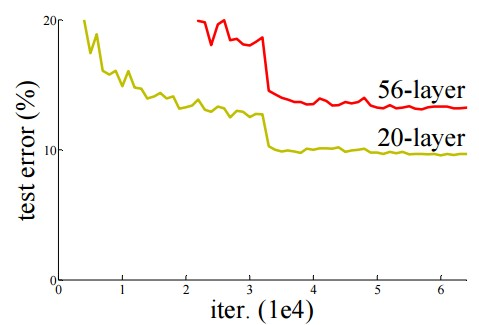 20
56-layer
20-layer
10
test error (%)
0
0 1 2 3 4 5 6
iter. (1e4)